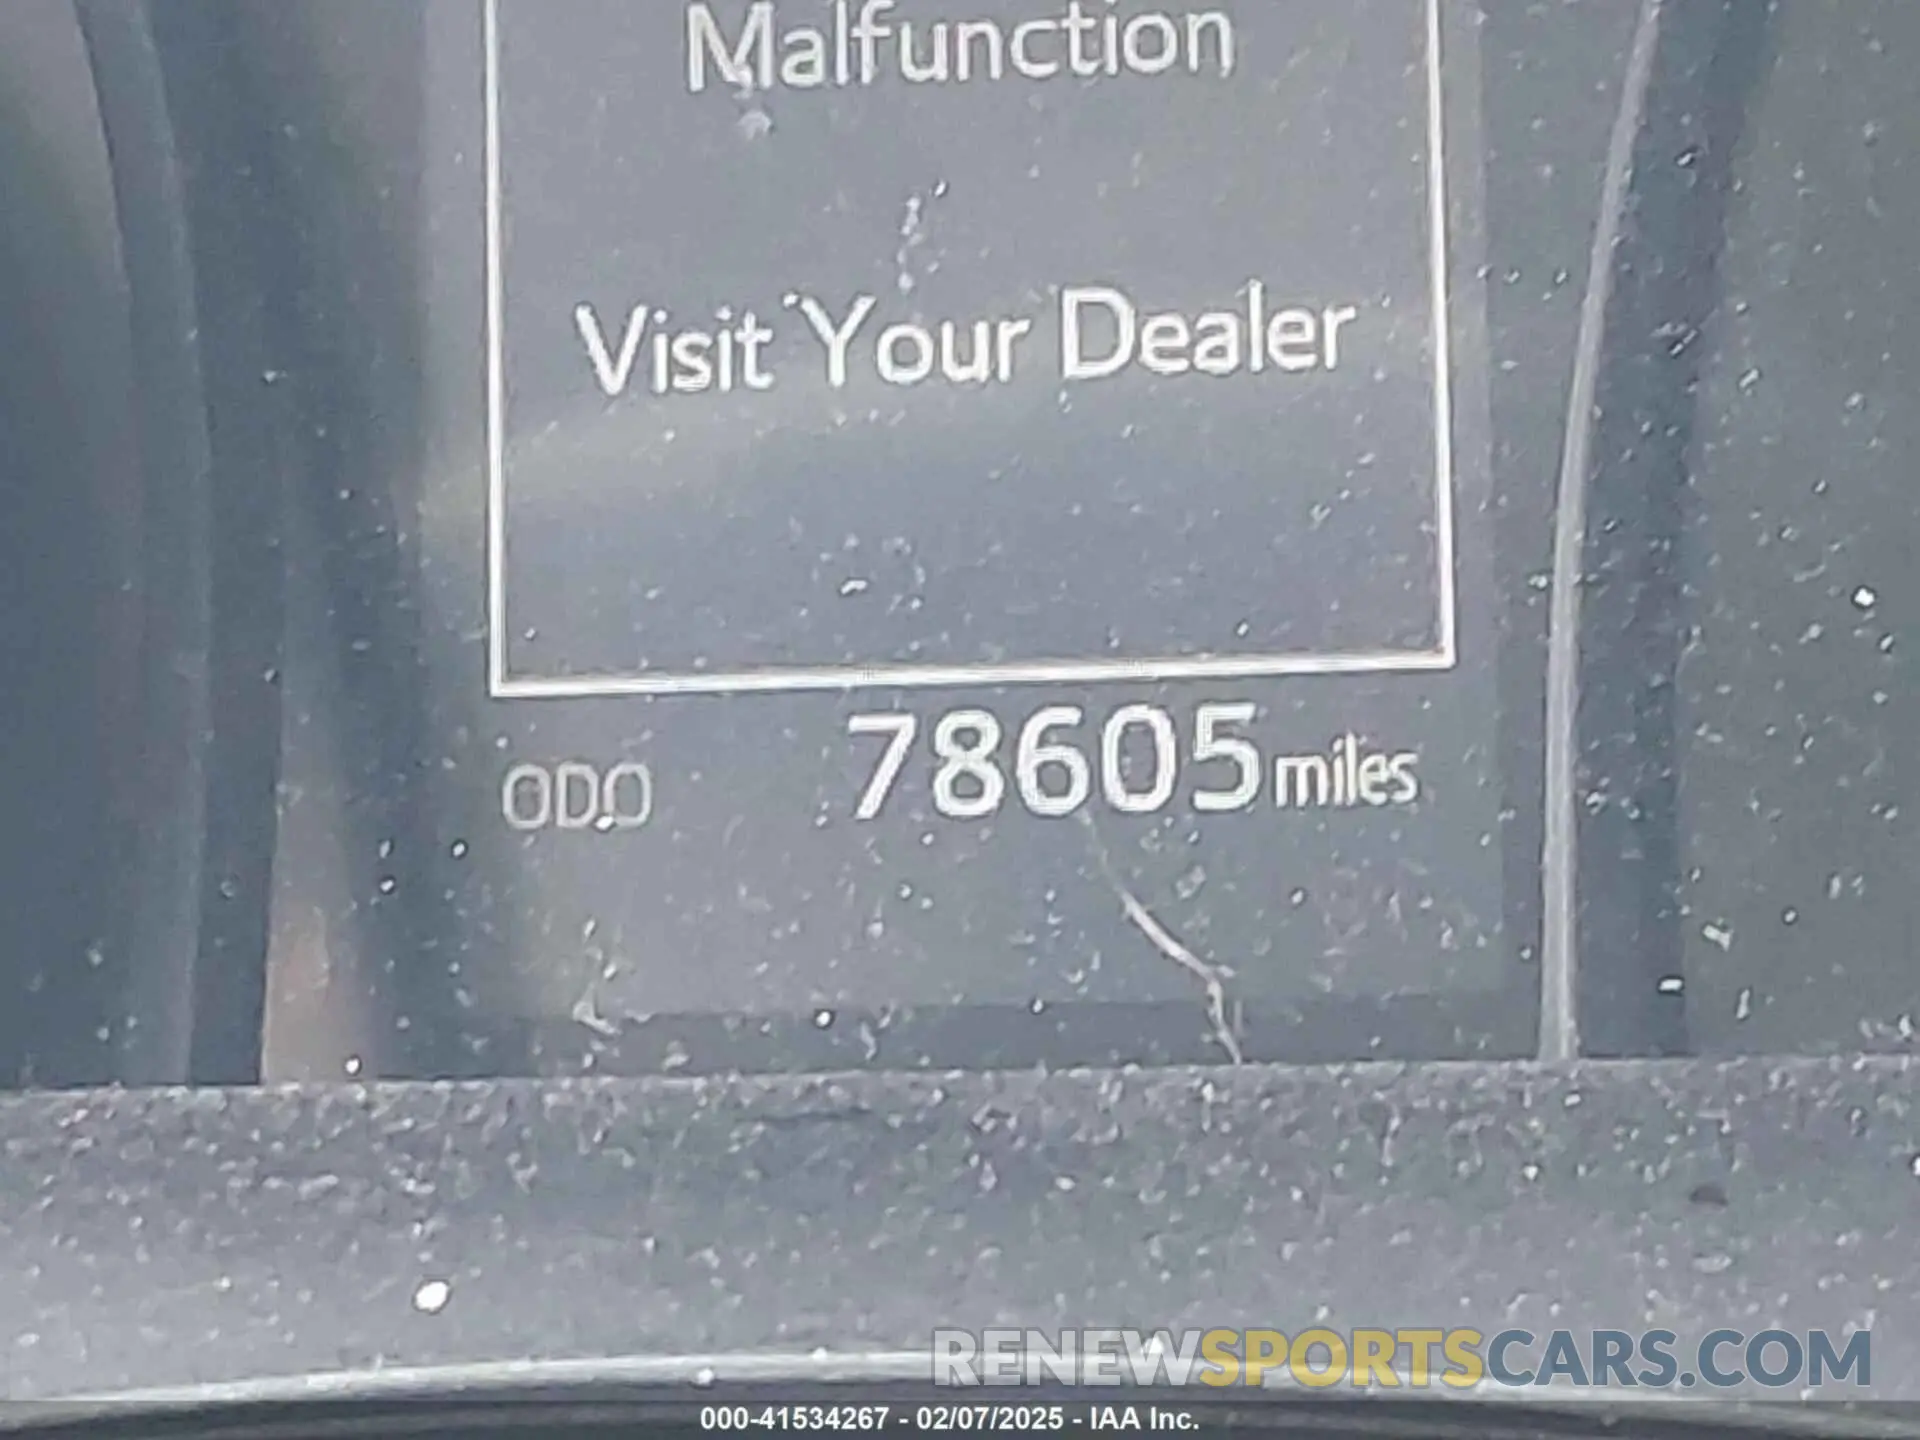 Malfunction
Visit Your Dealer
ODO 78605 miles
RENEWSPORTSCARS.COM
000-41534267 - 02/07/2025 - IAA Inc.